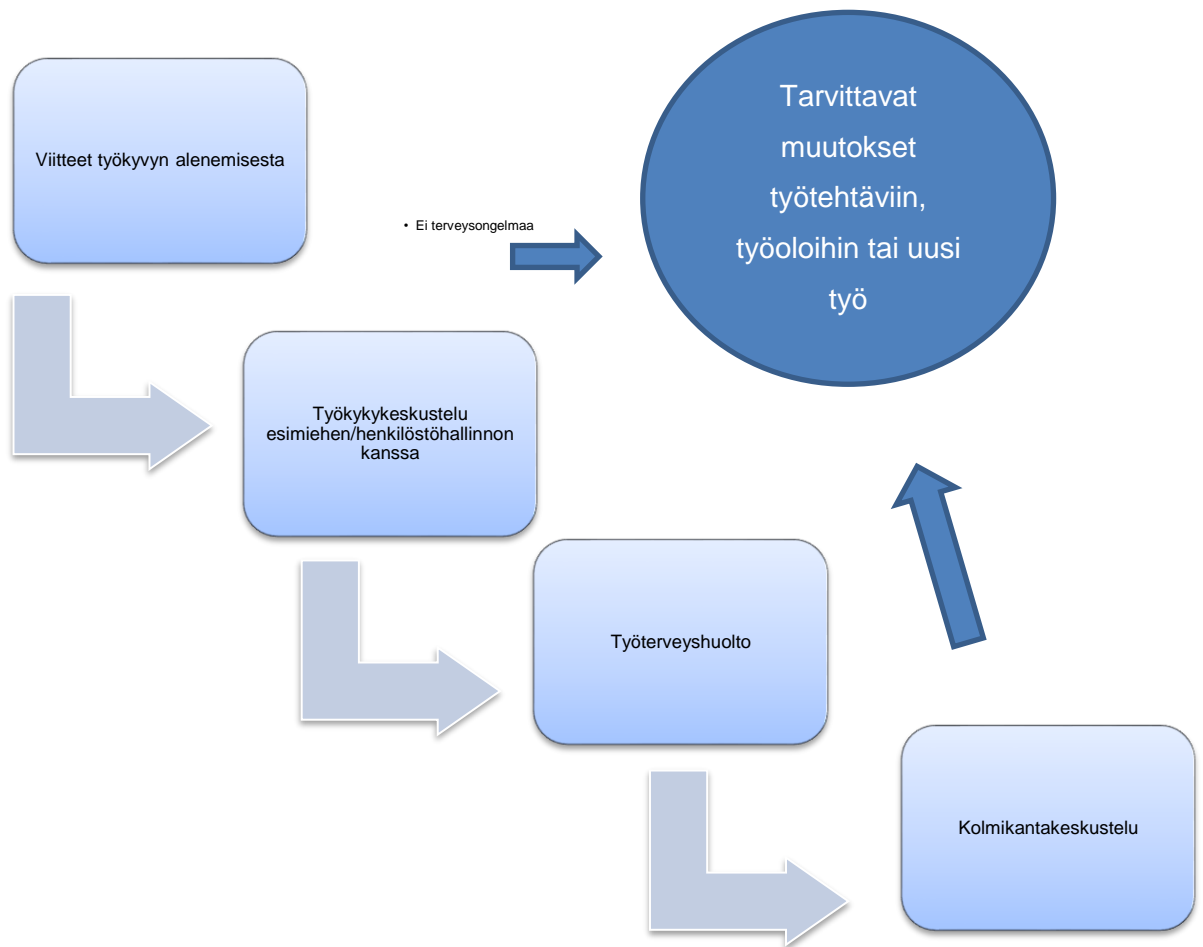 Viitteet työkyvyn alenemisesta
• Ei terveysongelmaa
Tarvittavat
muutokset
työtehtäviin,
työoloihin tai uusi
työ
Työkykykeskustelu
esimiehen/henkilöstöhallinnon
kanssa
Työterveyshuolto
Kolmikantakeskustelu